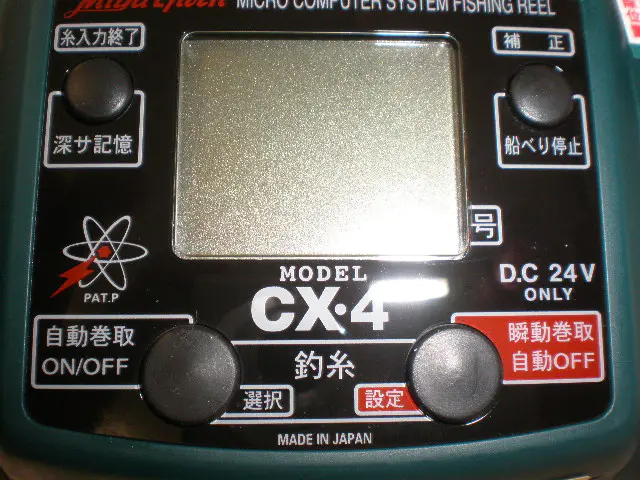 Miya Epoch
MICRO COMPUTER SYSTEM FISHING REEL
糸入力終了
補 正
深サ記憶
船べり停止
号
PAT.P
MODEL
CX·4
D.C 24V
ONLY
自動巻取
ON/OFF
釣糸
瞬動巻取
自動OFF
選択
設定
MADE IN JAPAN